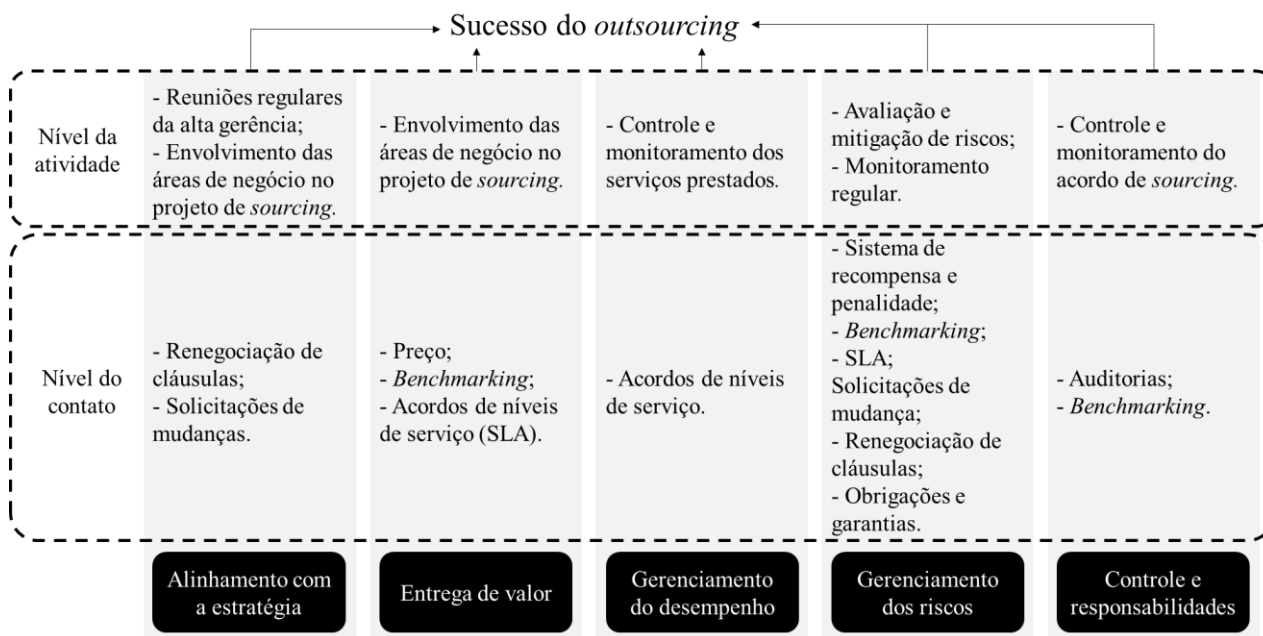 Sucesso do outsourcing
Nível da
atividade
- Reuniões regulares
da alta gerência;
- Envolvimento das
áreas de negócio no
projeto de sourcing.
- Envolvimento das
áreas de negócio no
projeto de sourcing.
- Controle e
monitoramento dos
serviços prestados.
- Avaliação e
mitigação de riscos;
- Monitoramento
regular.
- Controle e
monitoramento do
acordo de sourcing.
Nível do
contato
- Renegociação de
cláusulas;
- Solicitações de
mudanças.
- Preço;
- Benchmarking;
- Acordos de níveis
de serviço (SLA).
- Acordos de níveis
de serviço.
- Sistema de
recompensa e
penalidade;
- Benchmarking;
- SLA;
Solicitações de
mudança;
- Renegociação de
cláusulas;
- Obrigações e
garantias.
- Auditorias;
- Benchmarking.
Alinhamento com
a estratégia
Entrega de valor
Gerenciamento
do desempenho
Gerenciamento
dos riscos
Controle e
responsabilidades